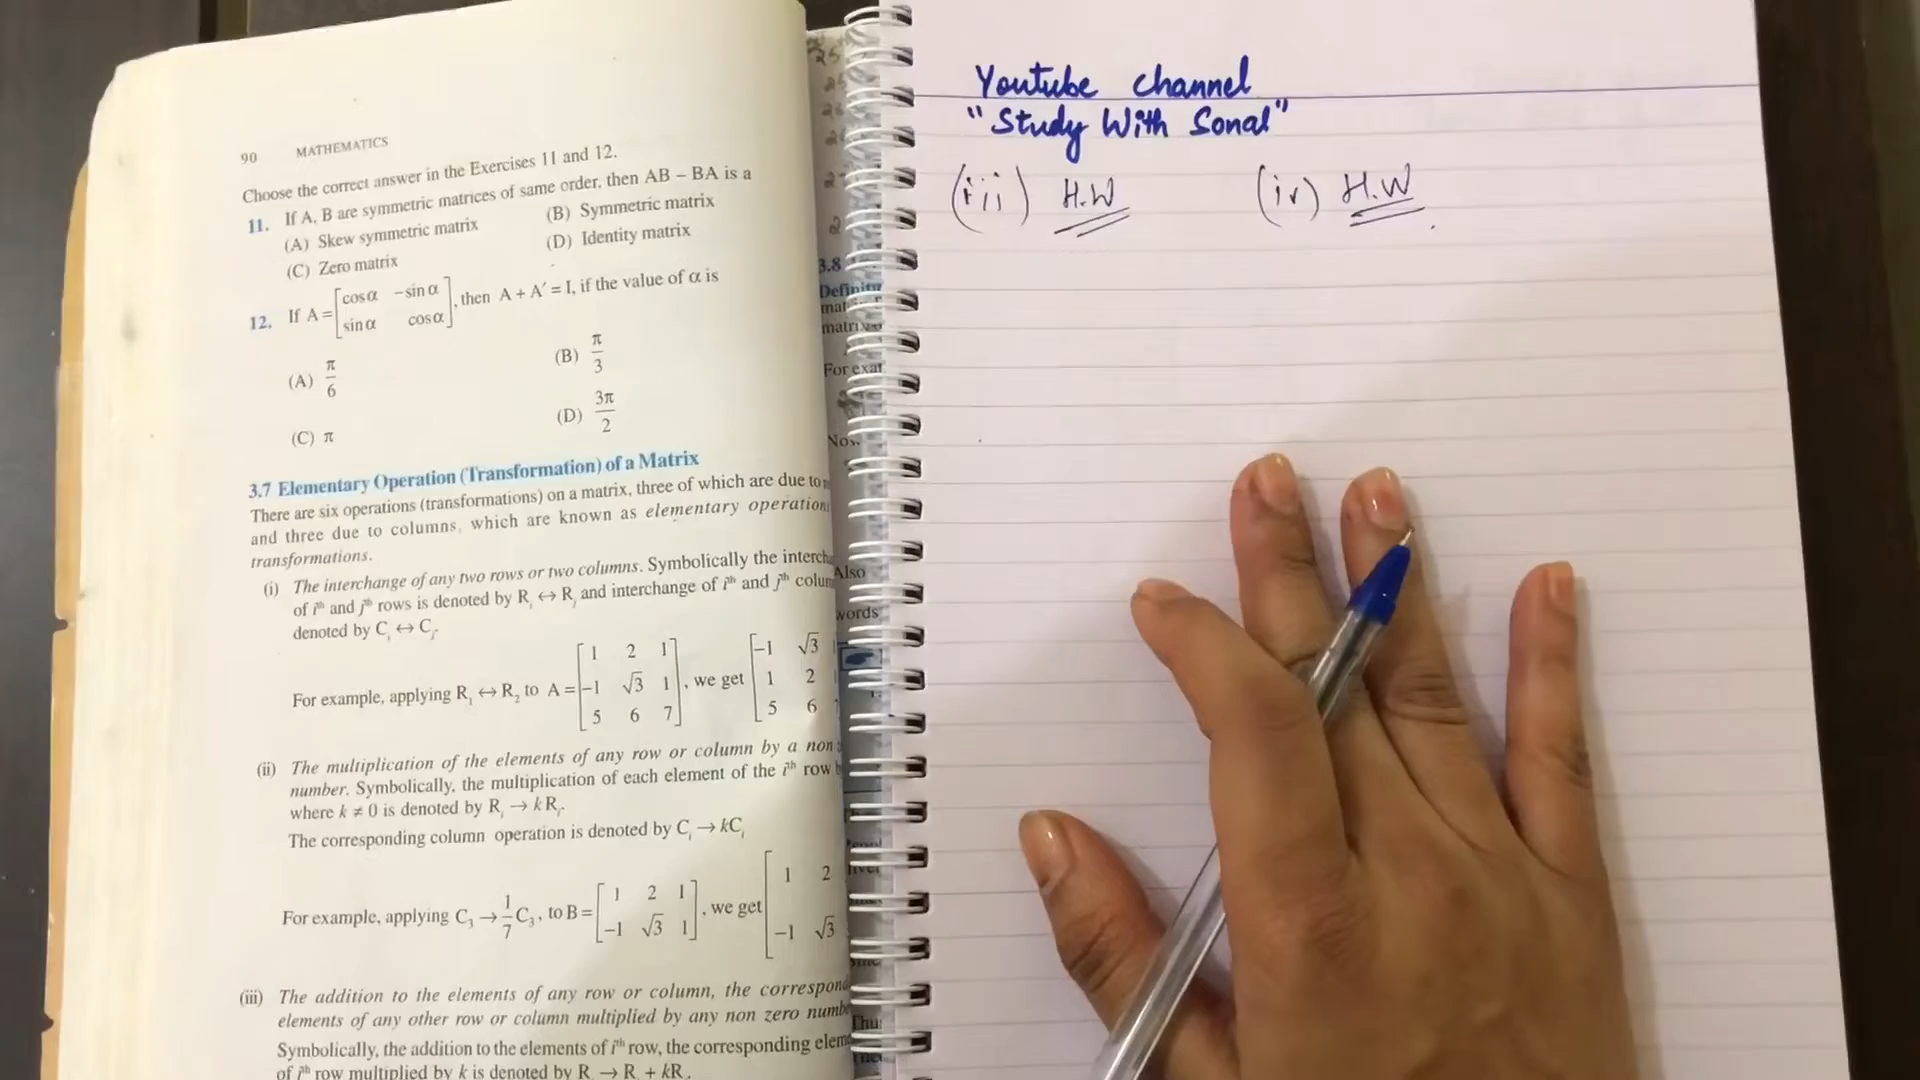 90 MATHEMATICS
Choose the correct answer in the Exercises 11 and 12.
11. If A, B are symmetric matrices of same order, then AB – BA is a
(A) Skew symmetric matrix (B) Symmetric matrix
(C) Zero matrix (D) Identity matrix
12. If A = [cos α −sin α
sin α cos α], then A + A′ = I, if the value of α is
(A) π/6 (B) π/3
(C) π (D) 3π/2
3.7 Elementary Operation (Transformation) of a Matrix
There are six operations (transformations) on a matrix, three of which are due to
and three due to columns, which are known as elementary operation
transformations.
(i) The interchange of any two rows or two columns. Symbolically the interch
of iᵗʰ and jᵗʰ rows is denoted by Rᵢ ↔ Rⱼ and interchange of iᵗʰ and jᵗʰ colum
denoted by Cᵢ ↔ Cⱼ.
For example, applying R₁ ↔ R₂ to A = [1 2 1
−1 √3 1
5 6 7], we get [−1 √3
1 2
5 6
(ii) The multiplication of the elements of any row or column by a non
number. Symbolically, the multiplication of each element of the iᵗʰ row b
where k ≠ 0 is denoted by Rᵢ → kRᵢ.
The corresponding column operation is denoted by Cᵢ → kCᵢ
For example, applying C₃ → 1/7 C₃, to B = [1 2 1
−1 √3 1], we get [1 2
−1 √3
(iii) The addition to the elements of any row or column, the correspond
elements of any other row or column multiplied by any non zero numb
Symbolically, the addition to the elements of iᵗʰ row, the corresponding elem
of jᵗʰ row multiplied by k is denoted by Rᵢ → Rᵢ + kRⱼ.
3.8
Definit
matrix
For exa
Now
Also
words
Youtube channel
"Study With Sonal"
(iii) H.W (iv) H.W